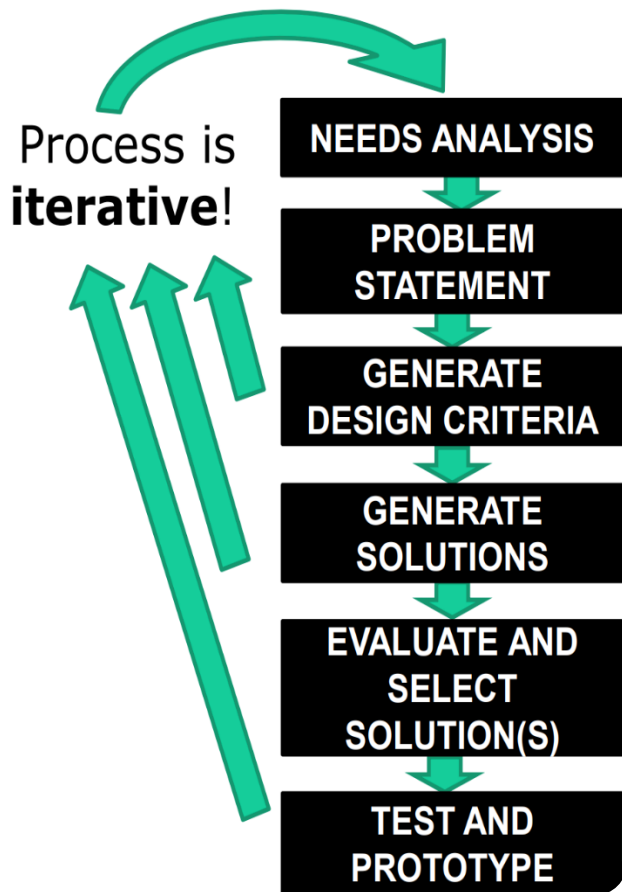 Process is
iterative!
NEEDS ANALYSIS
PROBLEM
STATEMENT
GENERATE
DESIGN CRITERIA
GENERATE
SOLUTIONS
EVALUATE AND
SELECT
SOLUTION(S)
TEST AND
PROTOTYPE